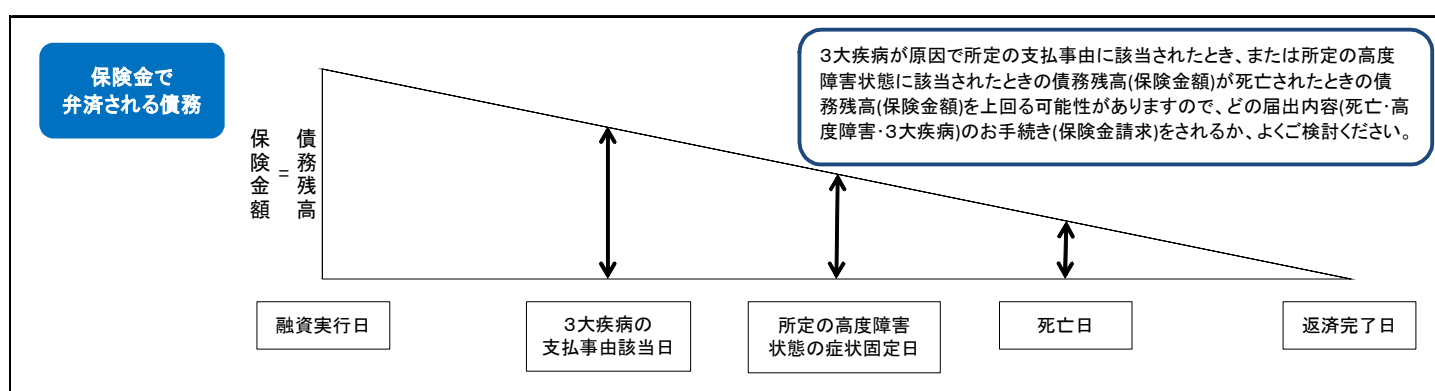 保険金で
弁済される債務
３大疾病が原因で所定の支払事由に該当されたとき、または所定の高度
障害状態に該当されたときの債務残高(保険金額)が死亡されたときの債
務残高(保険金額)を上回る可能性がありますので、どの届出内容(死亡・高
度障害・３大疾病)のお手続き(保険金請求)をされるか、よくご検討ください。
保険金額
=
債務残高
融資実行日
３大疾病の
支払事由該当日
所定の高度障害
状態の症状固定日
死亡日
返済完了日